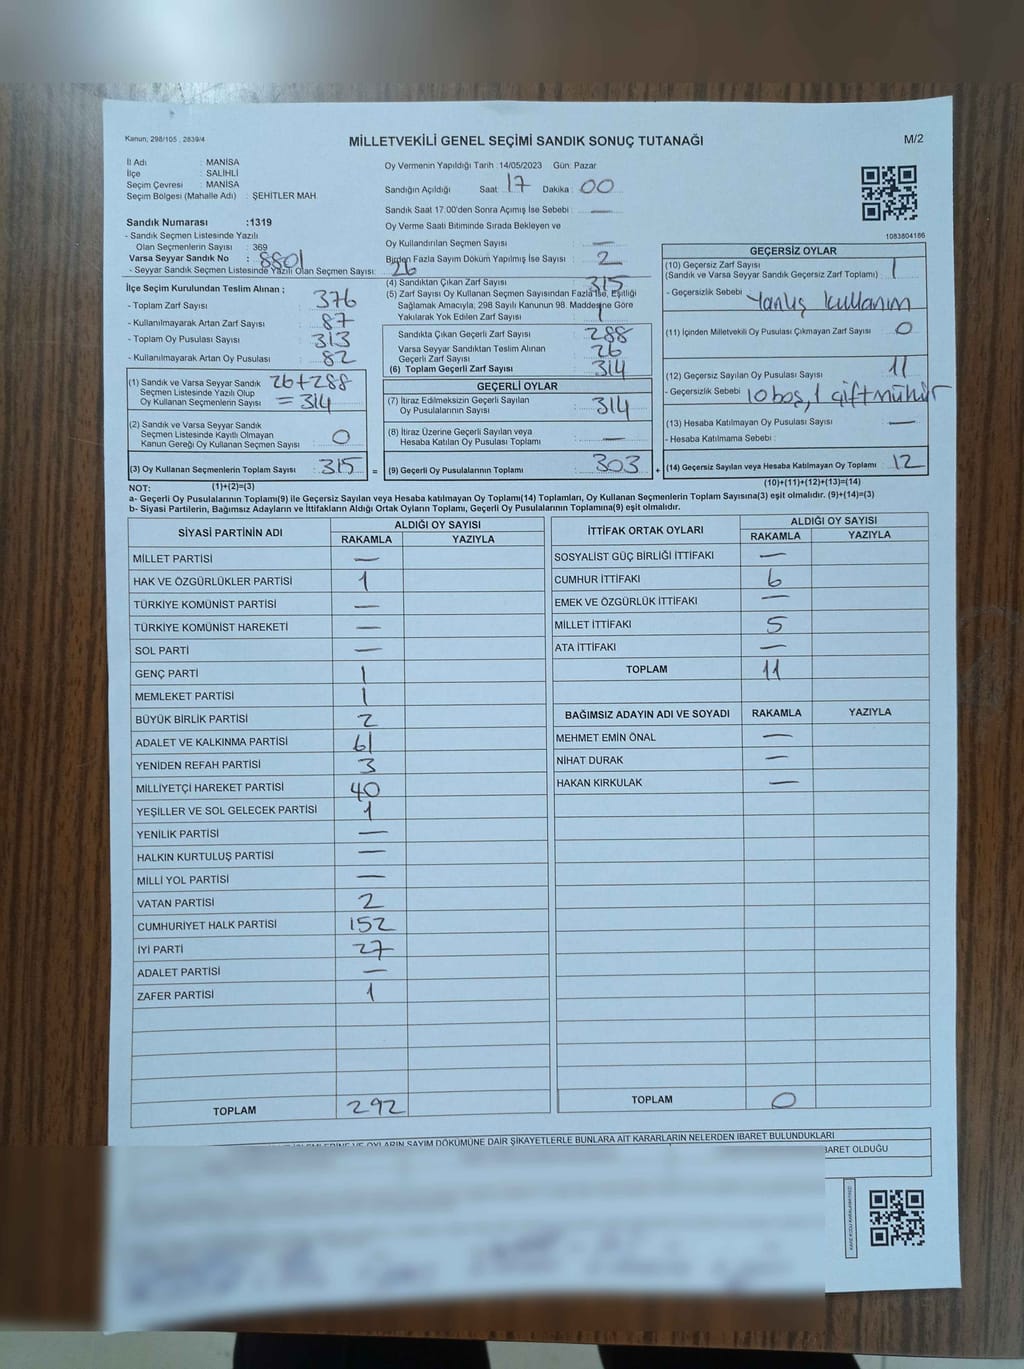 Kanun, 298/105 , 2839/4
MİLLETVEKİLİ GENEL SEÇİMİ SANDIK SONUÇ TUTANAĞI
M/2
İl Adı : MANİSA
İlçe : SALİHLİ
Seçim Çevresi : MANİSA
Seçim Bölgesi (Mahalle Adı) : ŞEHİTLER MAH
Oy Vermenin Yapıldığı Tarih :14/05/2023 Gün: Pazar
Sandığın Açıldığı Saat: 17 Dakika: 00
Sandık Saat 17:00'den Sonra Açımış İse Sebebi : —
Oy Verme Saati Bitiminde Sırada Bekleyen ve
Oy Kullandırılan Seçmen Sayısı : —
Birden Fazla Sayım Döküm Yapılmış İse Sayısı : 2
Sandık Numarası :1319
- Sandık Seçmen Listesinde Yazılı
Olan Seçmenlerin Sayısı : 369
Varsa Seyyar Sandık No : 8801
- Seyyar Sandık Seçmen Listesinde Yazılı Olan Seçmen Sayısı: 26
İlçe Seçim Kurulundan Teslim Alınan ;
- Toplam Zarf Sayısı : 376
- Kullanılmayarak Artan Zarf Sayısı : 87
- Toplam Oy Pusulası : 313
- Kullanılmayarak Artan Oy Pusulası : 82
(1) Sandık ve Varsa Seyyar Sandık 26+288
Seçmen Listesinde Yazılı Olup
Oy Kullanan Seçmenlerin Sayısı = 314
(2) Sandık ve Varsa Seyyar Sandık
Seçmen Listesinde Kayıtlı Olmayan
Kanun Gereği Oy Kullanan Seçmen Sayısı : 0
(3) Oy Kullanan Seçmenlerin Toplam Sayısı : 315 =
(4) Sandıktan Çıkan Zarf Sayısı : 315
(5) Zarf Sayısı Oy Kullanan Seçmen Sayısından Fazla İse, Eşitliği
Sağlamak Amacıyla; 298 Sayılı Kanunun 98. Maddesine Göre
Yakılarak Yok Edilen Zarf Sayısı : 1
Sandıkta Çıkan Geçerli Zarf Sayısı : 288
Varsa Seyyar Sandıktan Teslim Alınan
Geçerli Zarf Sayısı : 26
(6) Toplam Geçerli Zarf Sayısı : 314
GEÇERLİ OYLAR
(7) İtiraz Edilmeksizin Geçerli Sayılan
Oy Pusulalarının Sayısı : 314
(8) İtiraz Üzerine Geçerli Sayılan veya
Hesaba Katılan Oy Pusulası Toplamı : —
(9) Geçerli Oy Pusulalarının Toplamı : 303 +
1083804186
GEÇERSİZ OYLAR
(10) Geçersiz Zarf Sayısı
(Sandık ve Varsa Seyyar Sandık Geçersiz Zarf Toplamı) : 1
- Geçersizlik Sebebi : Yanlış kullanım
(11) İçinden Milletvekili Oy Pusulası Çıkmayan Zarf Sayısı : 0
(12) Geçersiz Sayılan Oy Pusulası Sayısı : 11
- Geçersizlik Sebebi : 10 boş, 1 çift mühür
(13) Hesaba Katılmayan Oy Pusulası Sayısı : —
- Hesaba Katılmama Sebebi :
(14) Geçersiz Sayılan veya Hesaba Katılmayan Oy Toplamı : 12
NOT: (1)+(2)=(3)
(10)+(11)+(12)+(13)=(14)
a- Geçerli Oy Pusulalarının Toplamı(9) ile Geçersiz Sayılan veya Hesaba katılmayan Oy Toplamı(14) Toplamları, Oy Kullanan Seçmenlerin Toplam Sayısına(3) eşit olmalıdır. (9)+(14)=(3)
b- Siyasi Partilerin, Bağımsız Adayların ve İttifakların Aldığı Ortak Oyların Toplamı, Geçerli Oy Pusulalarının Toplamına(9) eşit olmalıdır.
SİYASİ PARTİNİN ADI ALDIĞI OY SAYISI
RAKAMLA YAZIYLA
MİLLET PARTİSİ —
HAK VE ÖZGÜRLÜKLER PARTİSİ 1
TÜRKİYE KOMÜNİST PARTİSİ —
TÜRKİYE KOMÜNİST HAREKETİ —
SOL PARTİ —
GENÇ PARTİ 1
MEMLEKET PARTİSİ 1
BÜYÜK BİRLİK PARTİSİ 2
ADALET VE KALKINMA PARTİSİ 61
YENİDEN REFAH PARTİSİ 3
MİLLİYETÇİ HAREKET PARTİSİ 40
YEŞİLLER VE SOL GELECEK PARTİSİ 1
YENİLİK PARTİSİ —
HALKIN KURTULUŞ PARTİSİ —
MİLLİ YOL PARTİSİ —
VATAN PARTİSİ 2
CUMHURİYET HALK PARTİSİ 152
İYİ PARTİ 27
ADALET PARTİSİ —
ZAFER PARTİSİ 1
TOPLAM 292
İTTİFAK ORTAK OYLARI ALDIĞI OY SAYISI
RAKAMLA YAZIYLA
SOSYALİST GÜÇ BİRLİĞİ İTTİFAKI —
CUMHUR İTTİFAKI 6
EMEK VE ÖZGÜRLÜK İTTİFAKI —
MİLLET İTTİFAKI 5
ATA İTTİFAKI —
TOPLAM 11
BAĞIMSIZ ADAYIN ADI VE SOYADI RAKAMLA YAZIYLA
MEHMET EMİN ÖNAL —
NİHAT DURAK —
HAKAN KIRKULAK —
TOPLAM 0
VE OYLARIN SAYIM DÖKÜMÜNE DAİR ŞİKAYETLERLE BUNLARA AİT KARARLARIN NELERDEN İBARET BULUNDUKLARI
İBARET OLDUĞU